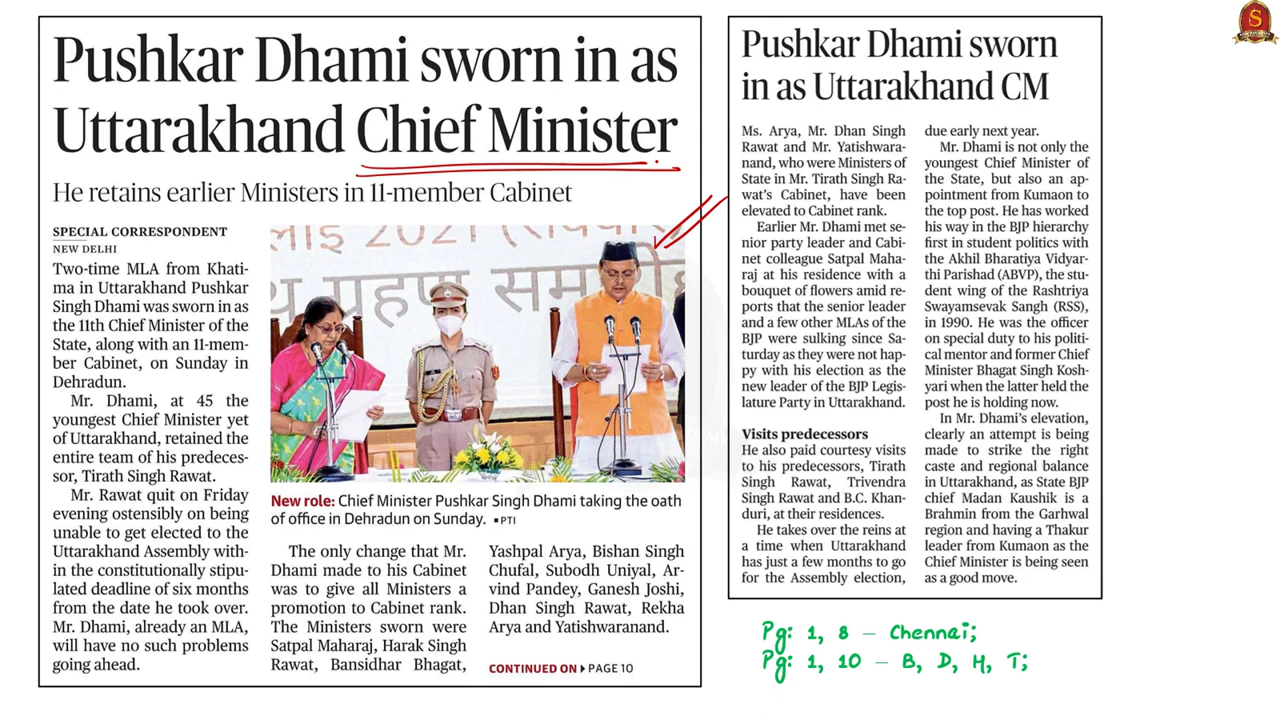 Pushkar Dhami sworn in as
Uttarakhand Chief Minister
He retains earlier Ministers in 11-member Cabinet
SPECIAL CORRESPONDENT
NEW DELHI
Two-time MLA from Khati-
ma in Uttarakhand Pushkar
Singh Dhami was sworn in as
the 11th Chief Minister of the
State, along with an 11-mem-
ber Cabinet, on Sunday in
Dehradun.
Mr. Dhami, at 45 the
youngest Chief Minister yet
of Uttarakhand, retained the
entire team of his predeces-
sor, Tirath Singh Rawat.
Mr. Rawat quit on Friday
evening ostensibly on being
unable to get elected to the
Uttarakhand Assembly with-
in the constitutionally stipu-
lated deadline of six months
from the date he took over.
Mr. Dhami, already an MLA,
will have no such problems
going ahead.
लाई 2021 (रविवार)
थ ग्रहण समारोह
New role: Chief Minister Pushkar Singh Dhami taking the oath
of office in Dehradun on Sunday. ▪PTI
The only change that Mr.
Dhami made to his Cabinet
was to give all Ministers a
promotion to Cabinet rank.
The Ministers sworn were
Satpal Maharaj, Harak Singh
Rawat, Bansidhar Bhagat,
Yashpal Arya, Bishan Singh
Chufal, Subodh Uniyal, Ar-
vind Pandey, Ganesh Joshi,
Dhan Singh Rawat, Rekha
Arya and Yatishwaranand.
CONTINUED ON ▸ PAGE 10
Pushkar Dhami sworn
in as Uttarakhand CM
Ms. Arya, Mr. Dhan Singh
Rawat and Mr. Yatishwara-
nand, who were Ministers of
State in Mr. Tirath Singh Ra-
wat's Cabinet, have been
elevated to Cabinet rank.
Earlier Mr. Dhami met se-
nior party leader and Cabi-
net colleague Satpal Maha-
raj at his residence with a
bouquet of flowers amid re-
ports that the senior leader
and a few other MLAs of the
BJP were sulking since Sa-
turday as they were not hap-
py with his election as the
new leader of the BJP Legis-
lature Party in Uttarakhand.
Visits predecessors
He also paid courtesy visits
to his predecessors, Tirath
Singh Rawat, Trivendra
Singh Rawat and B.C. Khan-
duri, at their residences.
He takes over the reins at
a time when Uttarakhand
has just a few months to go
for the Assembly election,
due early next year.
Mr. Dhami is not only the
youngest Chief Minister of
the State, but also an ap-
pointment from Kumaon to
the top post. He has worked
his way in the BJP hierarchy
first in student politics with
the Akhil Bharatiya Vidyar-
thi Parishad (ABVP), the stu-
dent wing of the Rashtriya
Swayamsevak Sangh (RSS),
in 1990. He was the officer
on special duty to his politi-
cal mentor and former Chief
Minister Bhagat Singh Kosh-
yari when the latter held the
post he is holding now.
In Mr. Dhami's elevation,
clearly an attempt is being
made to strike the right
caste and regional balance
in Uttarakhand, as State BJP
chief Madan Kaushik is a
Brahmin from the Garhwal
region and having a Thakur
leader from Kumaon as the
Chief Minister is being seen
as a good move.
Pg: 1, 8 – Chennai;
Pg: 1, 10 – B, D, H, T;